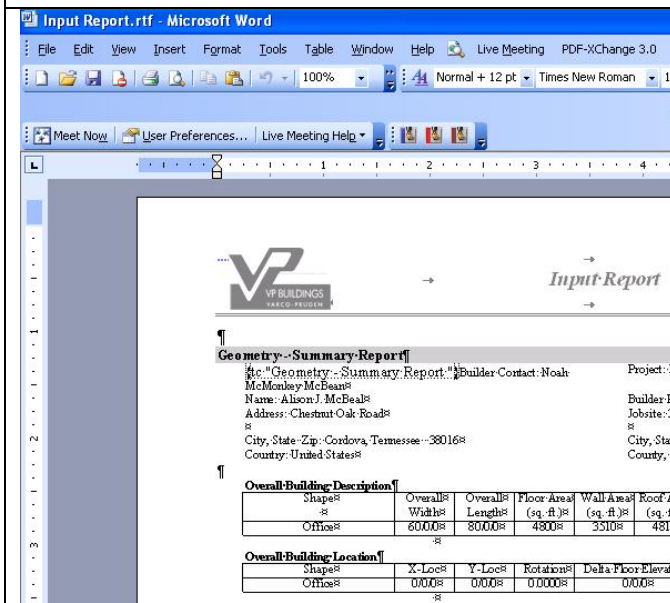 Input Report.rtf - Microsoft Word
File Edit View Insert Format Tools Table Window Help Live Meeting PDF-XChange 3.0
100% Normal + 12 pt Times New Roman 1
Meet Now User Preferences... Live Meeting Help
1 2 3 4
VP BUILDINGS
VARCO-PRUDEN
Input Report
Geometry - Summary Report
tc "Geometry - Summary Report " Builder Contact: Noah Project:
McMonkey McBean
Name: Alison J. McBeal Builder
Address: Chestnut Oak Road Jobsite:
City, State Zip: Cordova, Tennessee 38016 City, Sta
Country: United States County,
Overall Building Description
Shape Overall Overall Floor Area Wall Area Roof A
Width Length (sq. ft.) (sq. ft.) (sq. f
Office 60/0/0 80/0/0 4800 3510 481
Overall Building Location
Shape X-Loc Y-Loc Rotation Delta Floor Elevat
Office 0/0/0 0/0/0 0.0000 0/0/0